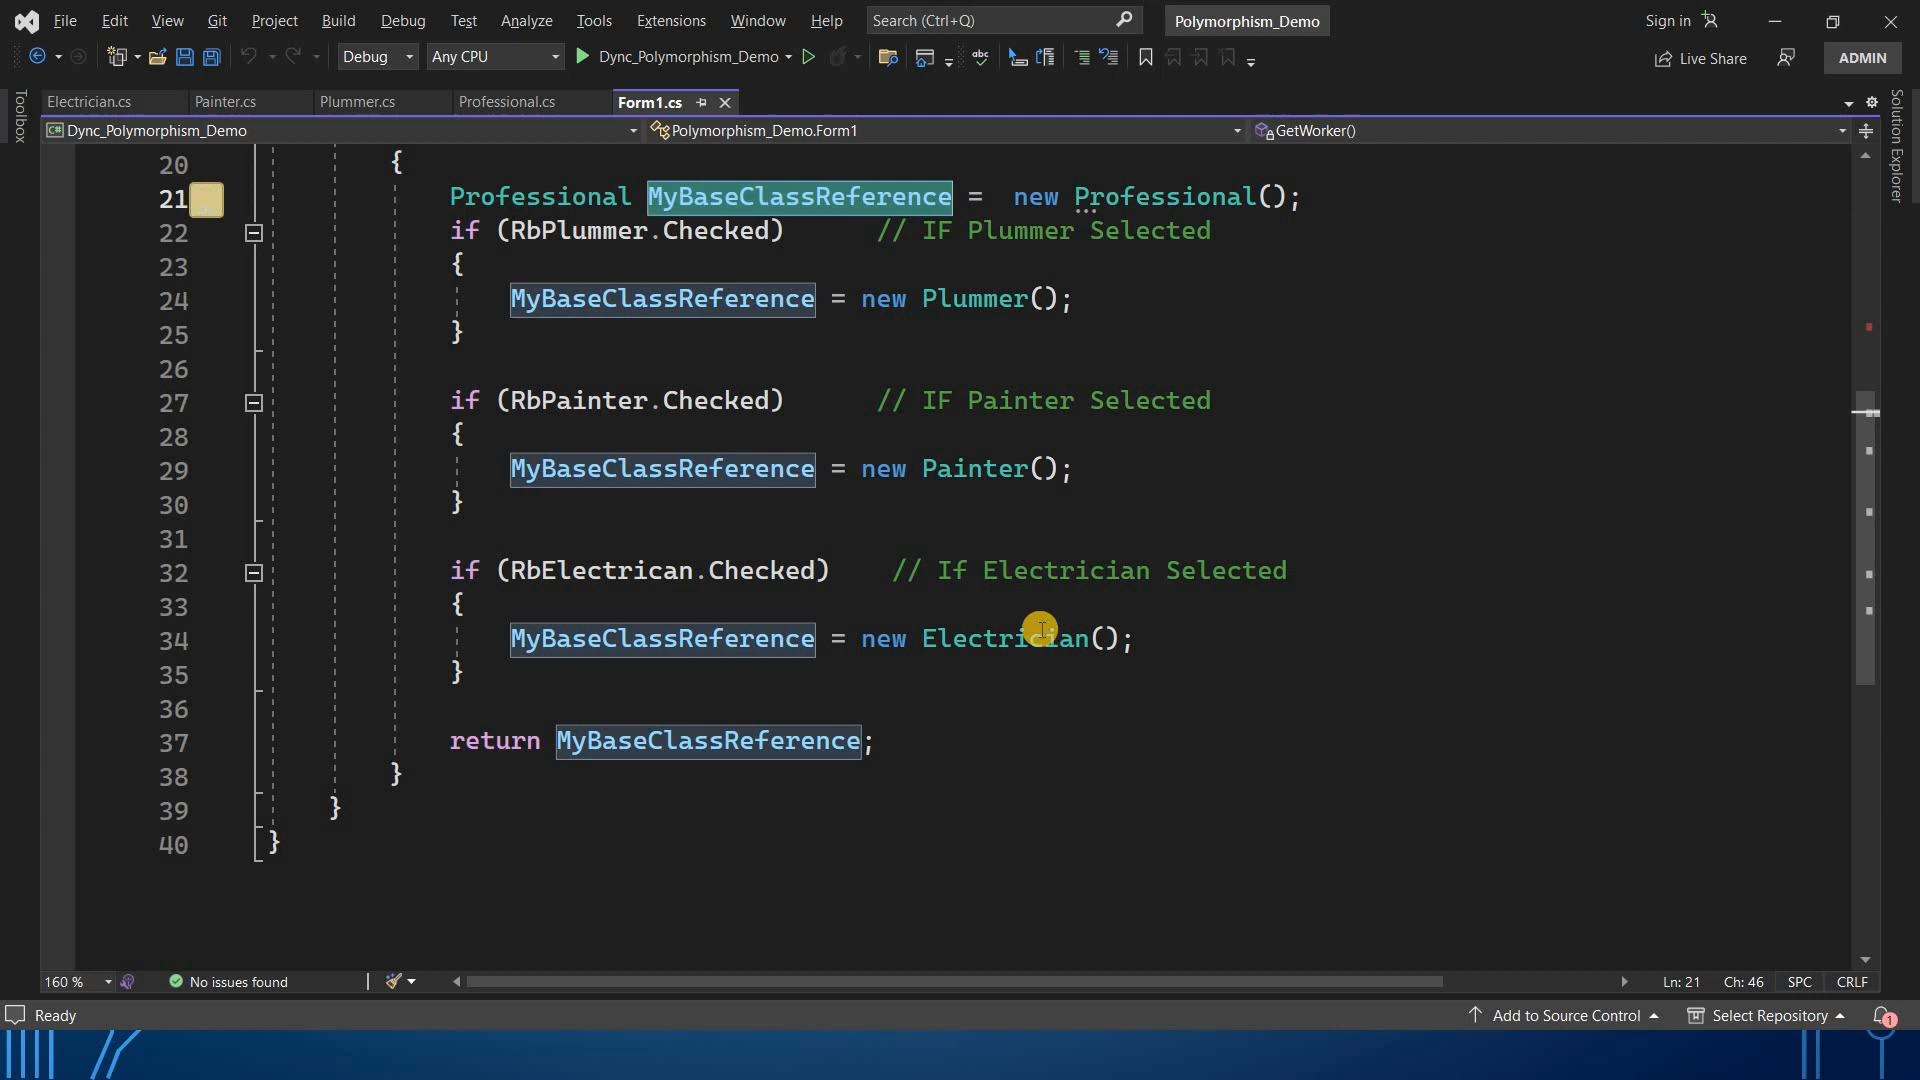 File Edit View Git Project Build Debug Test Analyze Tools Extensions Window Help Search (Ctrl+Q) Polymorphism_Demo Sign in
Debug Any CPU Dync_Polymorphism_Demo abc Live Share ADMIN
Toolbox
Electrician.cs Painter.cs Plummer.cs Professional.cs Form1.cs
Solution Explorer
C# Dync_Polymorphism_Demo Polymorphism_Demo.Form1 GetWorker()
20 {
21 Professional MyBaseClassReference = new Professional();
22 if (RbPlummer.Checked) // IF Plummer Selected
23 {
24 MyBaseClassReference = new Plummer();
25 }
26
27 if (RbPainter.Checked) // IF Painter Selected
28 {
29 MyBaseClassReference = new Painter();
30 }
31
32 if (RbElectrican.Checked) // If Electrician Selected
33 {
34 MyBaseClassReference = new Electrician();
35 }
36
37 return MyBaseClassReference;
38 }
39 }
40 }
160 % No issues found Ln: 21 Ch: 46 SPC CRLF
Ready Add to Source Control Select Repository 1